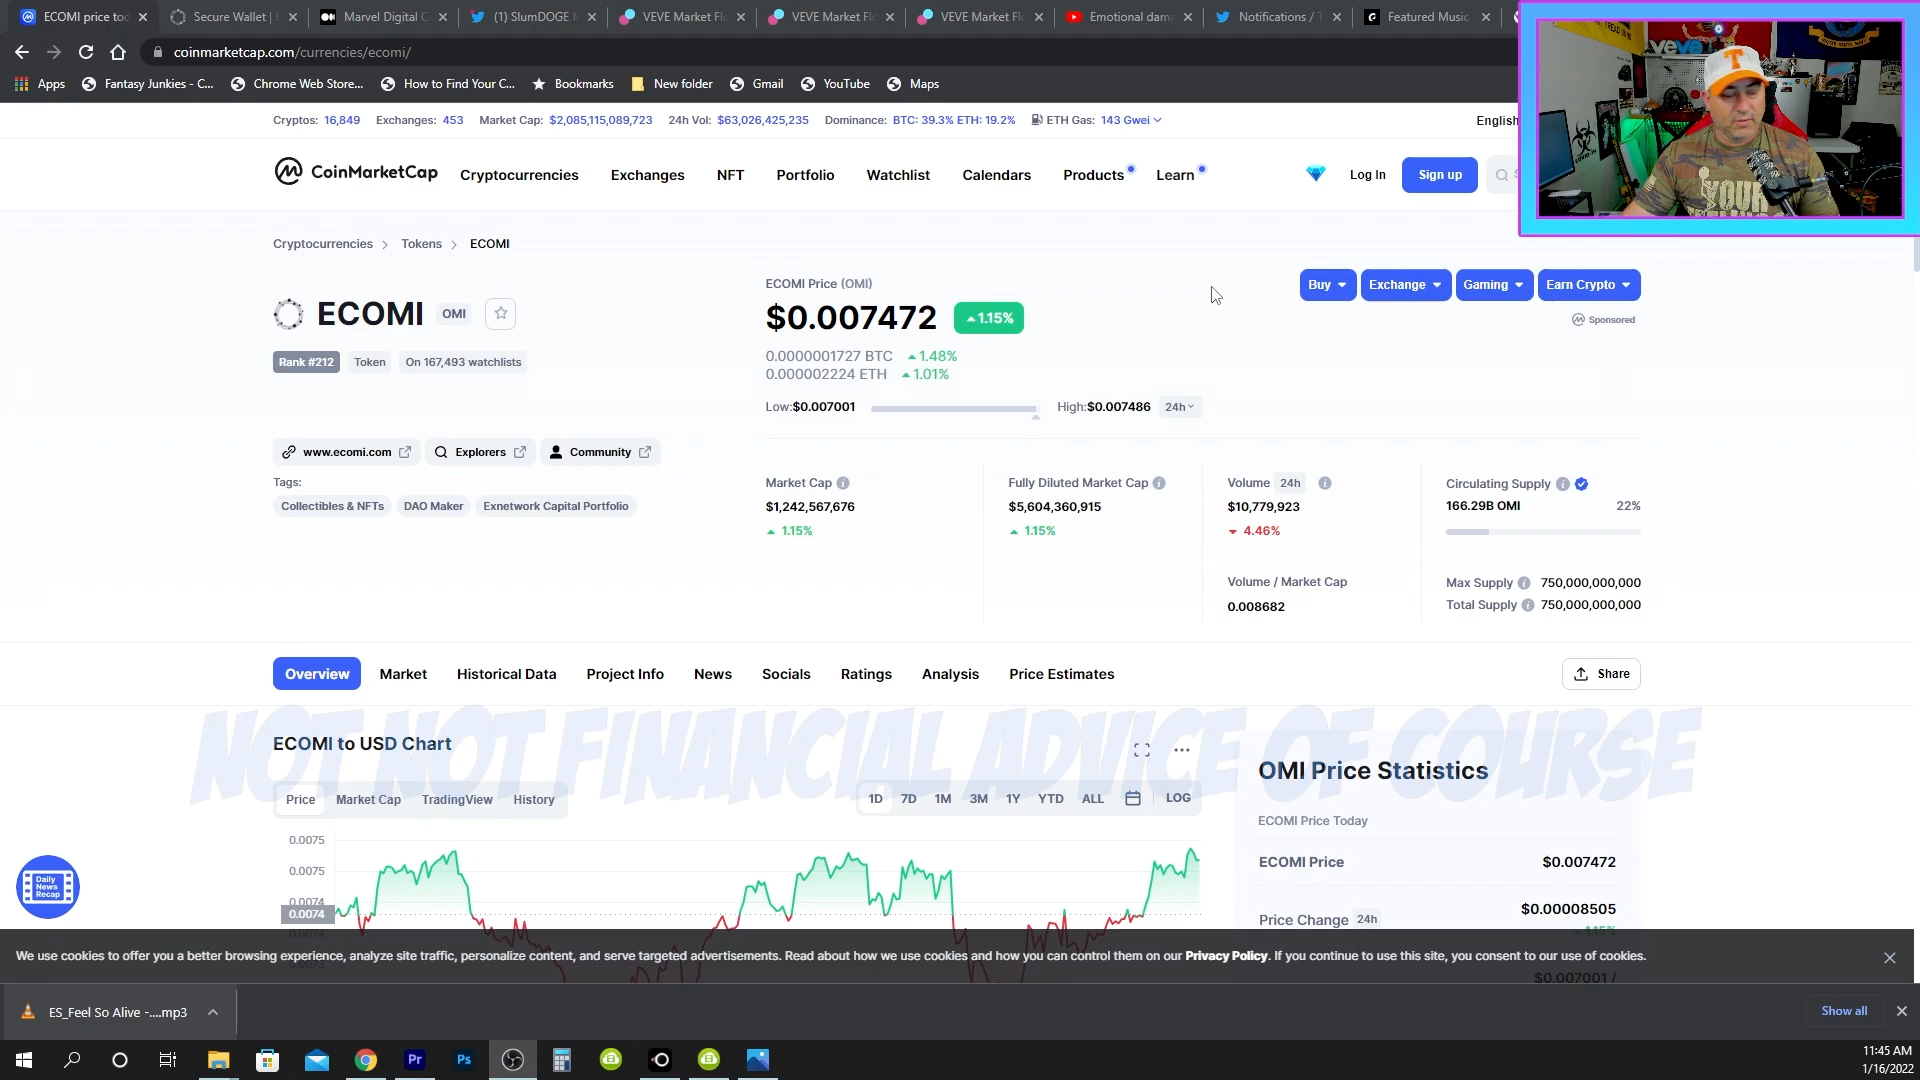 ECOMI price tod
Secure Wallet | E
Marvel Digital C
(1) SlumDOGE M
VEVE Market Flo
VEVE Market Flo
VEVE Market Flo
Emotional dama
Notifications / T
Featured Music
coinmarketcap.com/currencies/ecomi/
Apps
Fantasy Junkies - C...
Chrome Web Store...
How to Find Your C...
Bookmarks
New folder
Gmail
YouTube
Maps
Cryptos: 16,849 Exchanges: 453 Market Cap: $2,085,115,089,723 24h Vol: $63,026,425,235 Dominance: BTC: 39.3% ETH: 19.2% ETH Gas: 143 Gwei
English
CoinMarketCap
Cryptocurrencies Exchanges NFT Portfolio Watchlist Calendars Products Learn
Log In
Sign up
veve
T
YOUR
Cryptocurrencies > Tokens > ECOMI
ECOMI OMI
Rank #212
Token
On 167,493 watchlists
www.ecomi.com
Explorers
Community
Tags:
Collectibles & NFTs
DAO Maker
Exnetwork Capital Portfolio
ECOMI Price (OMI)
$0.007472 1.15%
0.0000001727 BTC 1.48%
0.000002224 ETH 1.01%
Low:$0.007001
High:$0.007486
24h
Buy
Exchange
Gaming
Earn Crypto
Sponsored
Market Cap
$1,242,567,676
1.15%
Fully Diluted Market Cap
$5,604,360,915
1.15%
Volume 24h
$10,779,923
4.46%
Volume / Market Cap
0.008682
Circulating Supply
166.29B OMI 22%
Max Supply 750,000,000,000
Total Supply 750,000,000,000
Overview
Market
Historical Data
Project Info
News
Socials
Ratings
Analysis
Price Estimates
Share
NOT NOT FINANCIAL ADVICE OF COURSE
ECOMI to USD Chart
Price
Market Cap
TradingView
History
1D 7D 1M 3M 1Y YTD ALL LOG
0.0075
0.0075
0.0074
0.0074
OMI Price Statistics
ECOMI Price Today
ECOMI Price $0.007472
Price Change 24h
$0.00008505
1.15%
$0.007001 /
Daily
News
Recap
We use cookies to offer you a better browsing experience, analyze site traffic, personalize content, and serve targeted advertisements. Read about how we use cookies and how you can control them on our Privacy Policy. If you continue to use this site, you consent to our use of cookies.
ES_Feel So Alive -....mp3
Show all
Pr
Ps
11:45 AM
1/16/2022